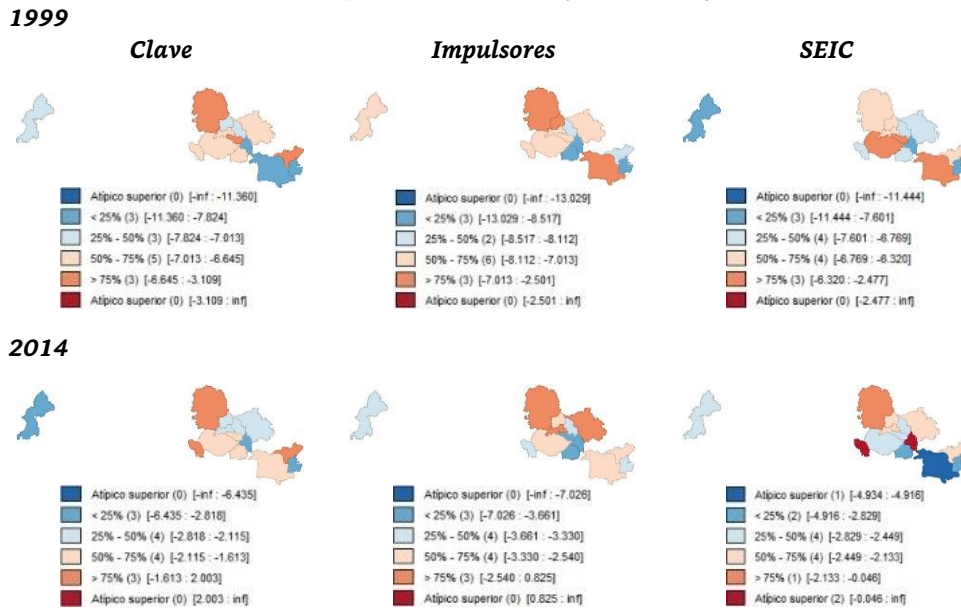 1999
Clave
Impulsores
SEIC
Atípico superior (0) [-inf : -11.360]
< 25% (3) [-11.360 : -7.824]
25% - 50% (3) [-7.824 : -7.013]
50% - 75% (5) [-7.013 : -6.645]
> 75% (3) [-6.645 : -3.109]
Atípico superior (0) [-3.109 : inf]
Atípico superior (0) [-inf : -13.029]
< 25% (3) [-13.029 : -8.517]
25% - 50% (2) [-8.517 : -8.112]
50% - 75% (6) [-8.112 : -7.013]
> 75% (3) [-7.013 : -2.501]
Atípico superior (0) [-2.501 : inf]
Atípico superior (0) [-inf : -11.444]
< 25% (3) [-11.444 : -7.601]
25% - 50% (4) [-7.601 : -6.769]
50% - 75% (4) [-6.769 : -6.320]
> 75% (3) [-6.320 : -2.477]
Atípico superior (0) [-2.477 : inf]
2014
Atípico superior (0) [-inf : -6.435]
< 25% (3) [-6.435 : -2.818]
25% - 50% (4) [-2.818 : -2.115]
50% - 75% (4) [-2.115 : -1.613]
> 75% (3) [-1.613 : 2.003]
Atípico superior (0) [2.003 : inf]
Atípico superior (0) [-inf : -7.026]
< 25% (3) [-7.026 : -3.661]
25% - 50% (4) [-3.661 : -3.330]
50% - 75% (4) [-3.330 : -2.540]
> 75% (3) [-2.540 : 0.825]
Atípico superior (0) [0.825 : inf]
Atípico superior (1) [-4.934 : -4.916]
< 25% (2) [-4.916 : -2.829]
25% - 50% (4) [-2.829 : -2.449]
50% - 75% (4) [-2.449 : -2.133]
> 75% (1) [-2.133 : -0.046]
Atípico superior (2) [-0.046 : inf]